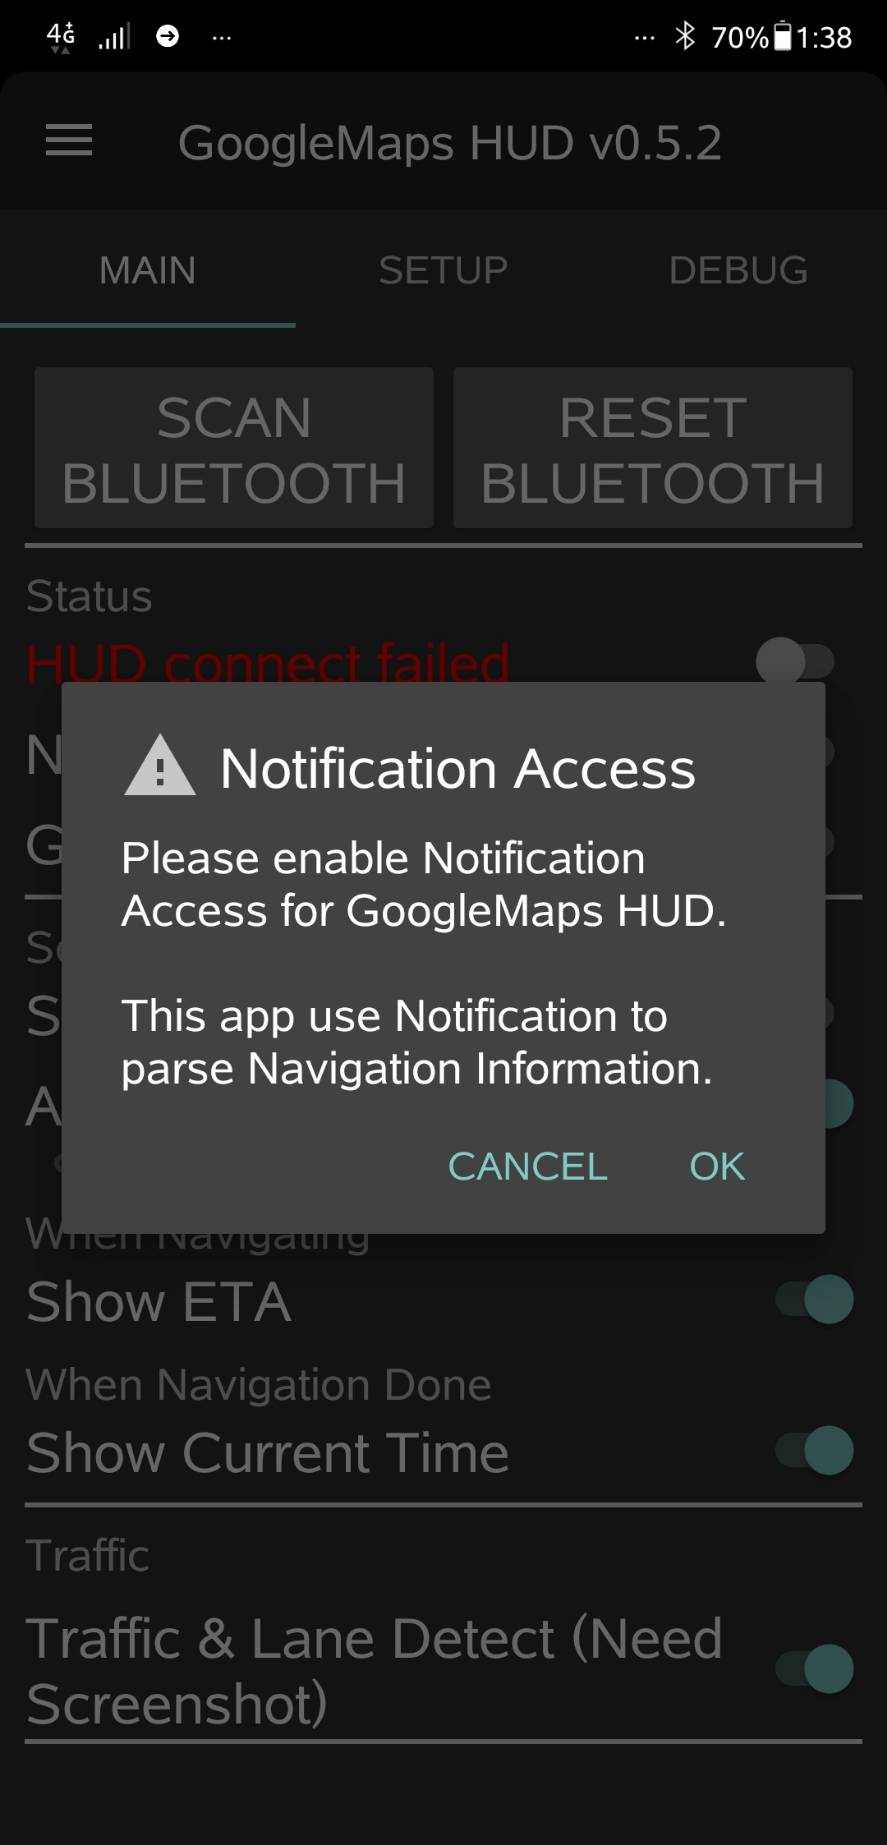 4G ... ... 70% 1:38
GoogleMaps HUD v0.5.2
MAIN SETUP DEBUG
SCAN BLUETOOTH
RESET BLUETOOTH
Status
HUD connect failed
Notification Access
Please enable Notification
Access for GoogleMaps HUD.
This app use Notification to
parse Navigation Information.
CANCEL OK
When Navigating
Show ETA
When Navigation Done
Show Current Time
Traffic
Traffic & Lane Detect (Need
Screenshot)